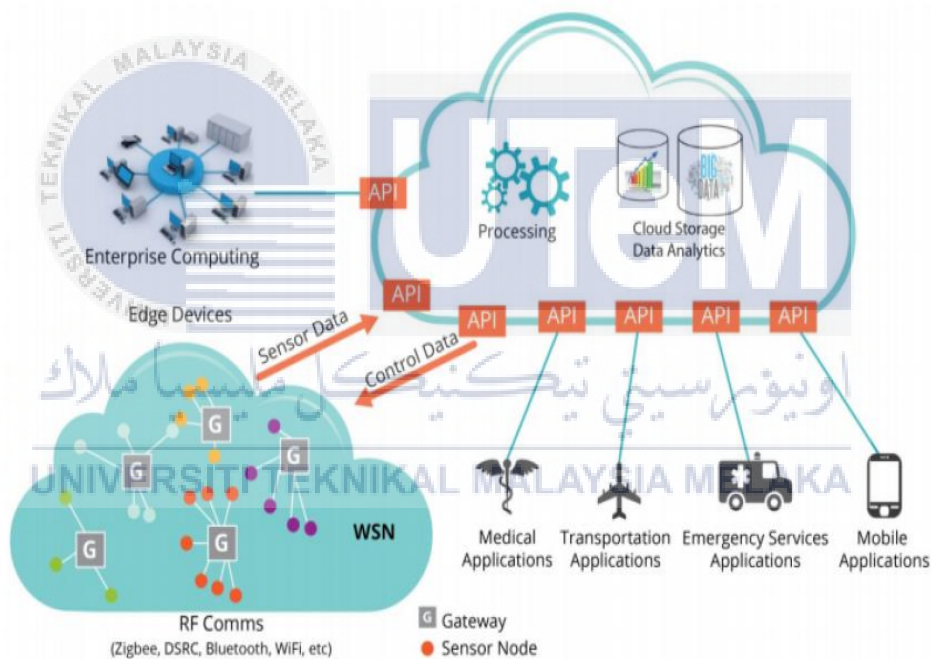 UNIVERSITI TEKNIKAL MALAYSIA MELAKA
UTeM
Enterprise Computing
Edge Devices
API
Processing
BIG
DATA
Cloud Storage
Data Analytics
API
API
API
API
API
API
Sensor Data
Control Data
اونيۏرسيتي تيكنيكل مليسيا ملاك
UNIVERSITI TEKNIKAL MALAYSIA MELAKA
G
G
G
G
G
WSN
Medical
Applications
Transportation
Applications
Emergency Services
Applications
Mobile
Applications
RF Comms
(Zigbee, DSRC, Bluetooth, WiFi, etc)
G Gateway
Sensor Node